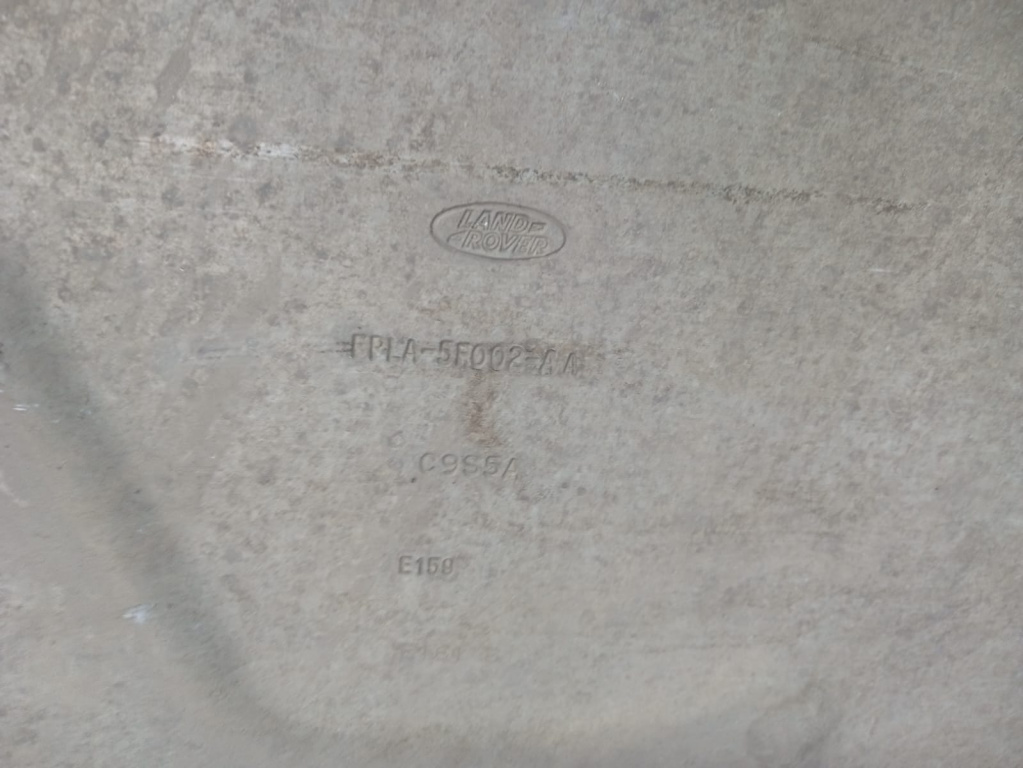 LAND-
ROVER
FPLA-5F002-AA
C9S5A
E159